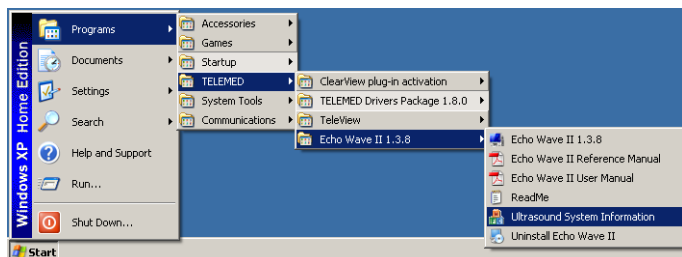 Windows XP Home Edition
Programs
Documents
Settings
Search
Help and Support
Run...
Shut Down...
Start
Accessories
Games
Startup
TELEMED
System Tools
Communications
ClearView plug-in activation
TELEMED Drivers Package 1.8.0
TeleView
Echo Wave II 1.3.8
Echo Wave II 1.3.8
Echo Wave II Reference Manual
Echo Wave II User Manual
ReadMe
Ultrasound System Information
Uninstall Echo Wave II